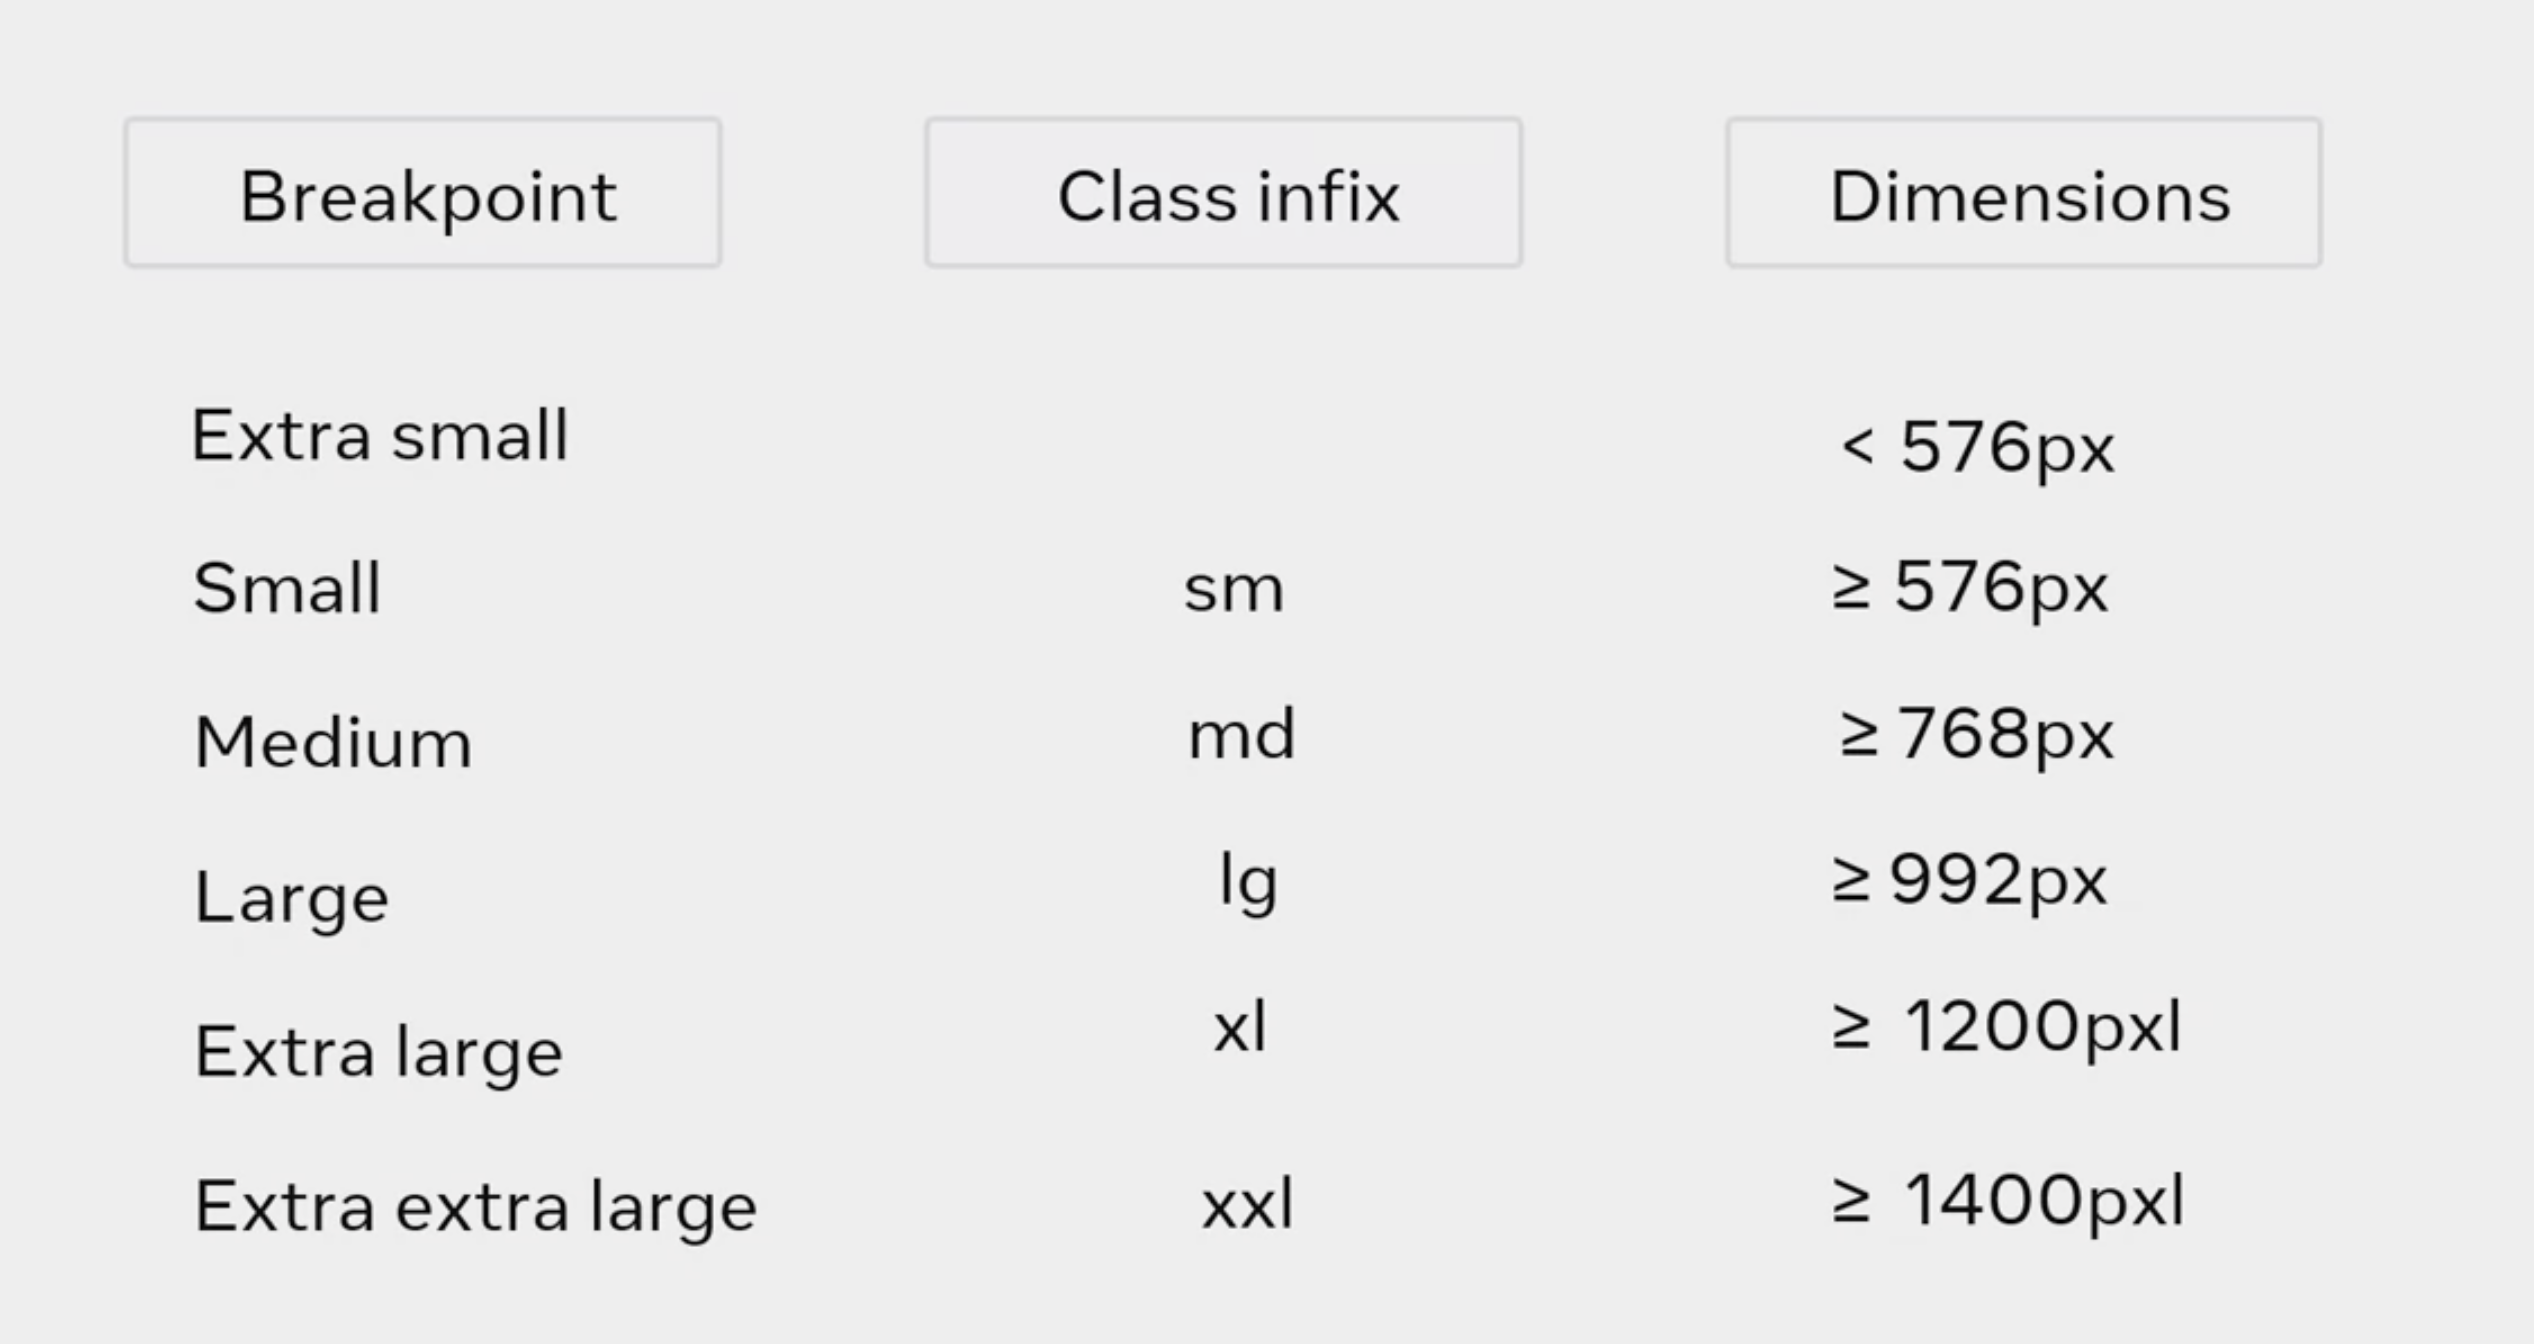 Breakpoint Class infix Dimensions
Extra small < 576px
Small sm ≥ 576px
Medium md ≥ 768px
Large lg ≥ 992px
Extra large xl ≥ 1200pxl
Extra extra large xxl ≥ 1400pxl